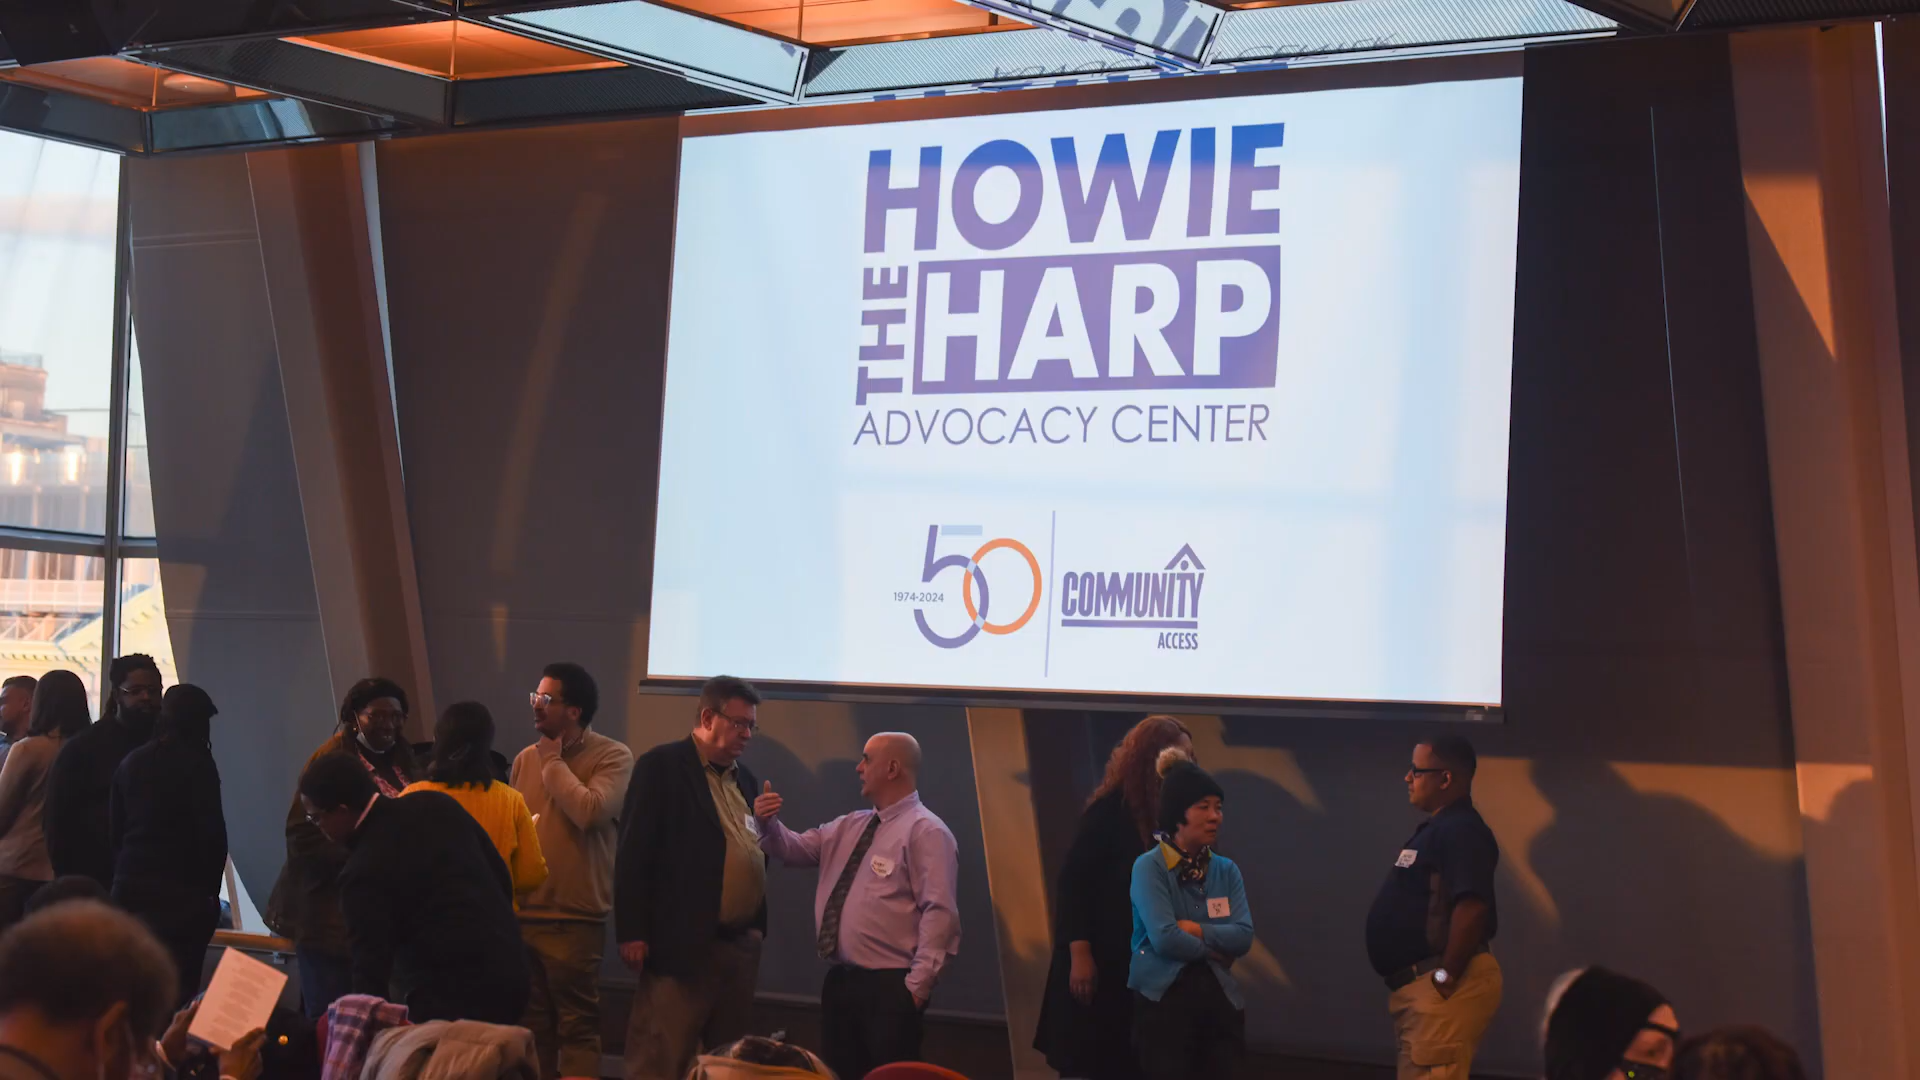 HOWIE
THE HARP
ADVOCACY CENTER
1974-2024
50
COMMUNITY
ACCESS